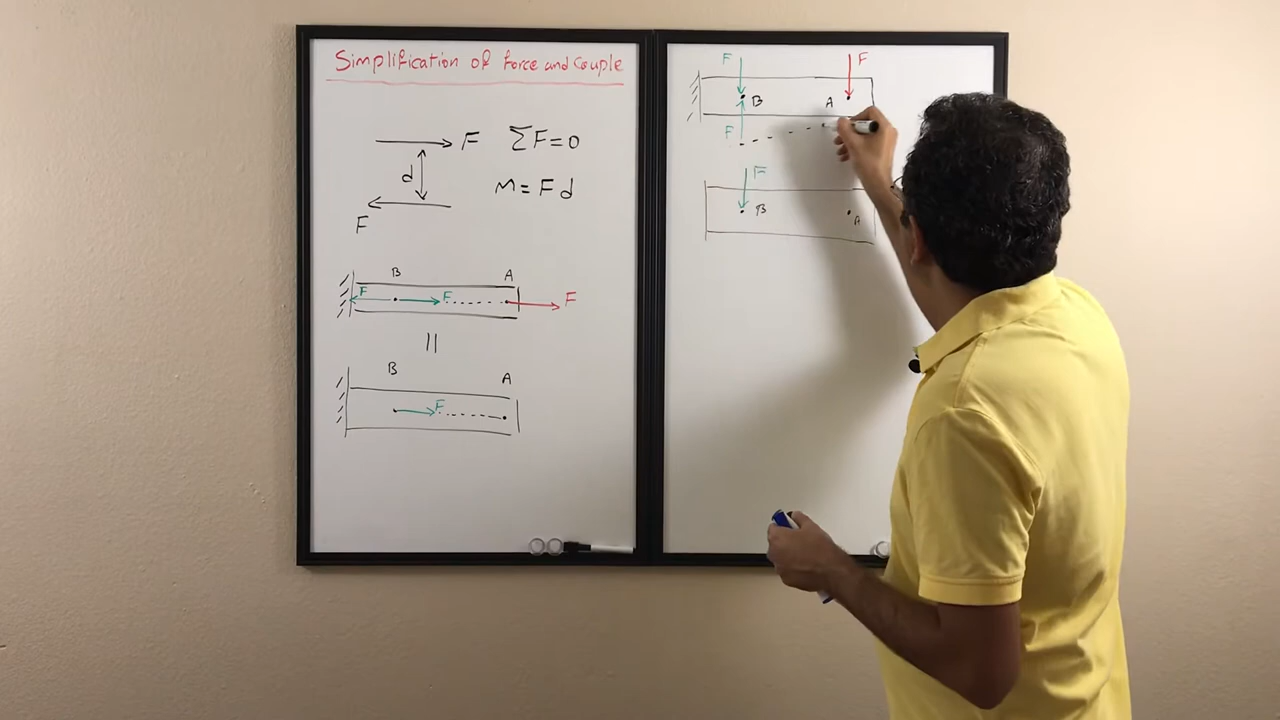 Simplification of Force and Couple
F ΣF=0
d
M = Fd
F
B A
F F F
||
B A
F
F F
B A
F
F
B A